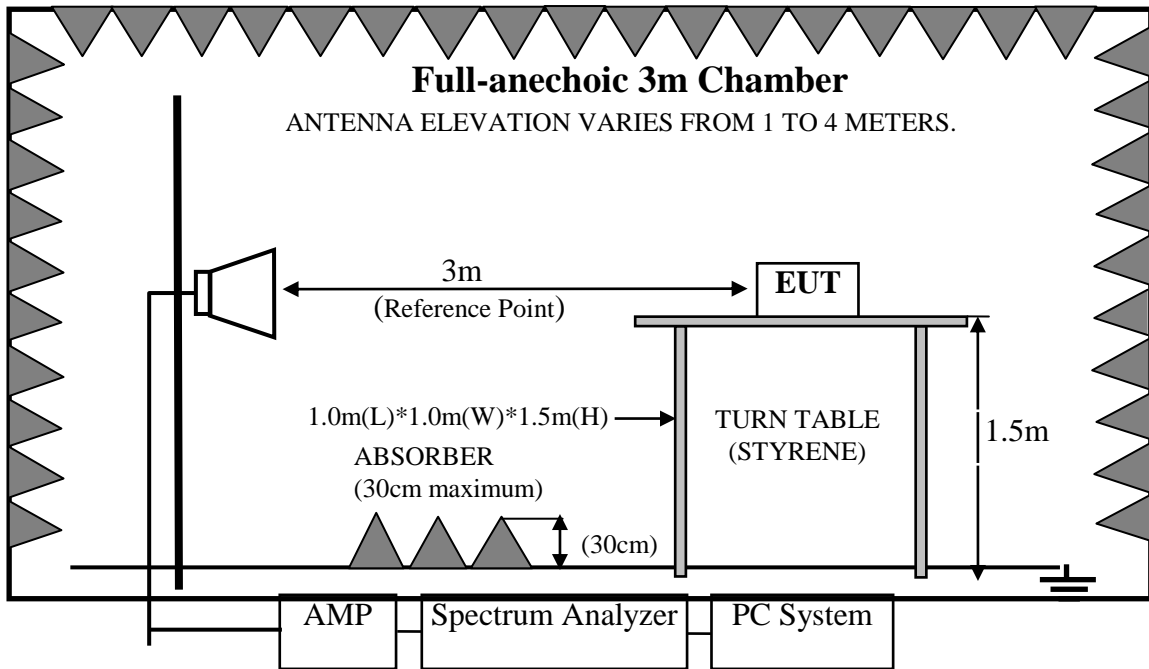 Full-anechoic 3m Chamber
ANTENNA ELEVATION VARIES FROM 1 TO 4 METERS.
3m
(Reference Point)
EUT
1.0m(L)*1.0m(W)*1.5m(H)
TURN TABLE
(STYRENE)
1.5m
ABSORBER
(30cm maximum)
(30cm)
AMP
Spectrum Analyzer
PC System